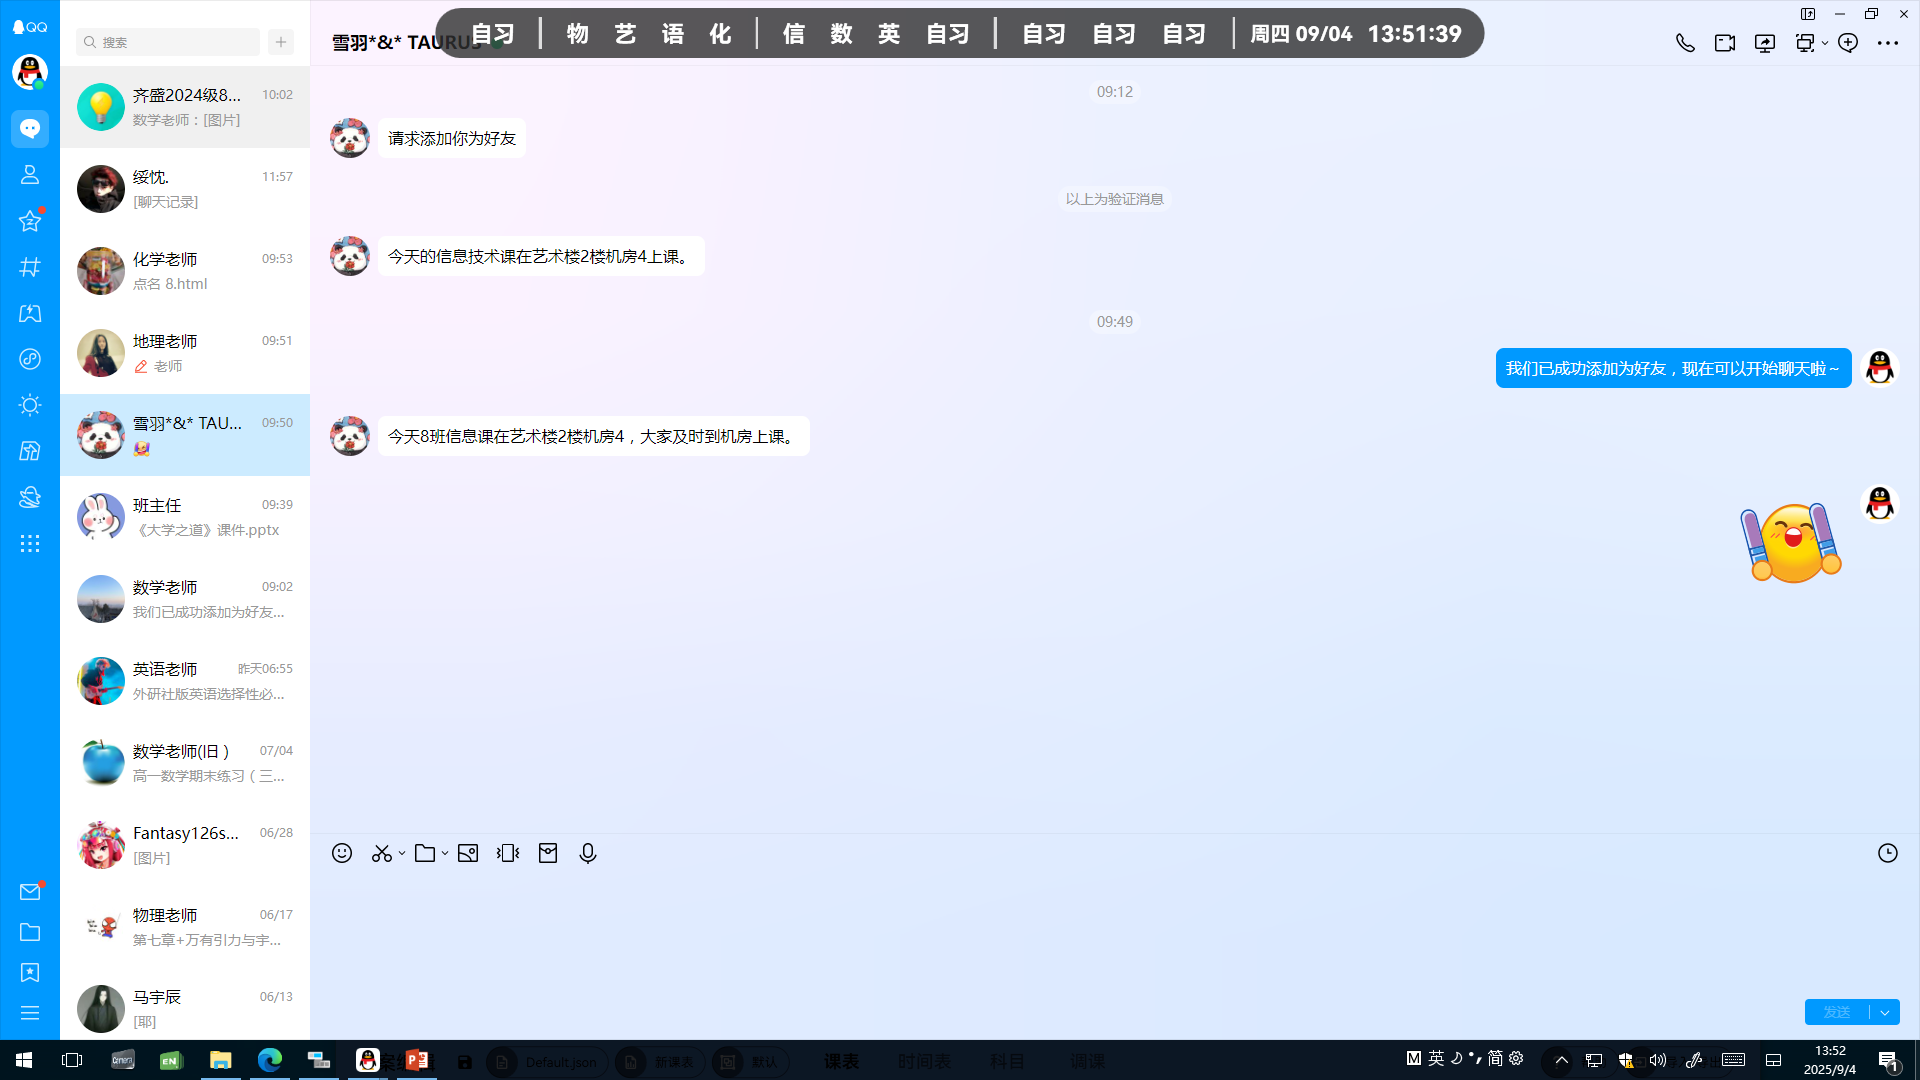 QQ
搜索
齐盛2024级8...
10:02
数学老师：[图片]
绥忱.
11:57
[聊天记录]
化学老师
09:53
点名 8.html
地理老师
09:51
老师
雪羽*&* TAU...
09:50
班主任
09:39
《大学之道》课件.pptx
数学老师
09:02
我们已成功添加为好友...
英语老师
昨天06:55
外研社版英语选择性必...
数学老师(旧）
07/04
高一数学期末练习（三...
Fantasy126s...
06/28
[图片]
物理老师
06/17
第七章+万有引力与宇...
马宇辰
06/13
[耶]
雪羽*&* TAURUS
自习 | 物 艺 语 化 | 信 数 英 自习 | 自习 自习 自习 | 周四 09/04 13:51:39
09:12
请求添加你为好友
以上为验证消息
今天的信息技术课在艺术楼2楼机房4上课。
09:49
我们已成功添加为好友，现在可以开始聊天啦～
今天8班信息课在艺术楼2楼机房4，大家及时到机房上课。
发送
Camera
EN
Default.json
新课表
默认
课表
时间表
科目
调课
M 英 简
13:52
2025/9/4
1